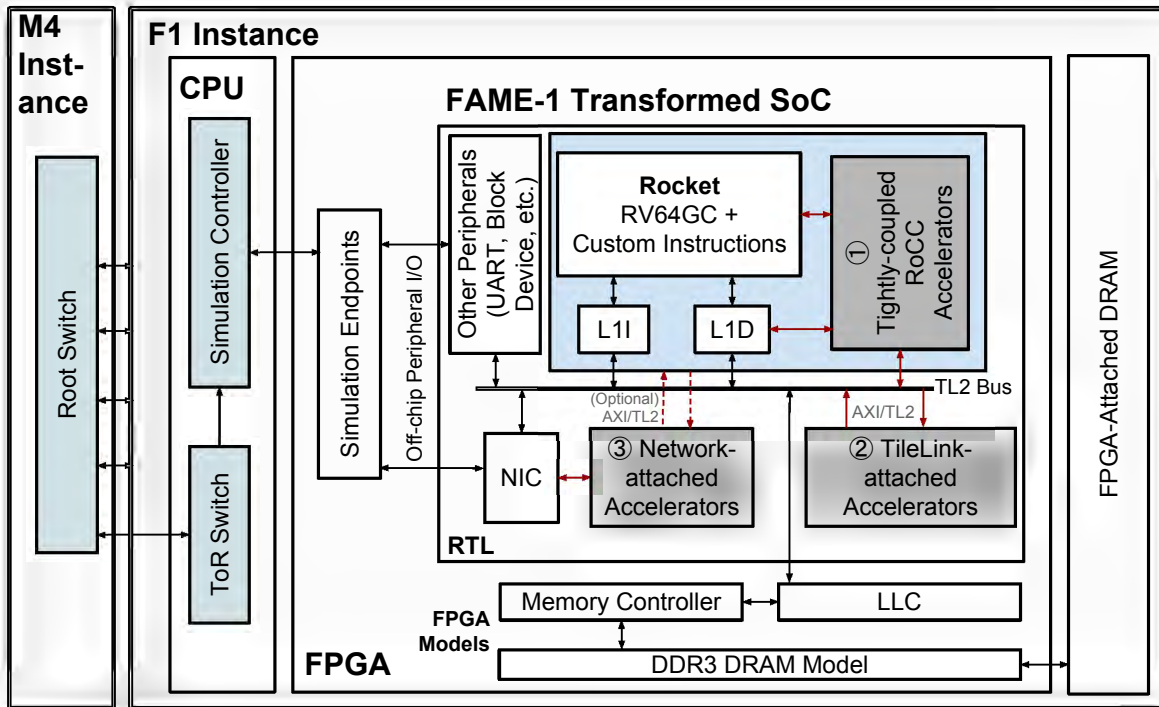 M4
Inst-
ance
Root Switch
F1 Instance
CPU
Simulation Controller
ToR Switch
FAME-1 Transformed SoC
Simulation Endpoints
Off-chip Peripheral I/O
Other Peripherals
(UART, Block
Device, etc.)
Rocket
RV64GC +
Custom Instructions
①
Tightly-coupled
RoCC
Accelerators
L1I
L1D
TL2 Bus
(Optional)
AXI/TL2
AXI/TL2
NIC
③ Network-
attached
Accelerators
② TileLink-
attached
Accelerators
RTL
Memory Controller
LLC
FPGA
Models
DDR3 DRAM Model
FPGA
FPGA-Attached DRAM